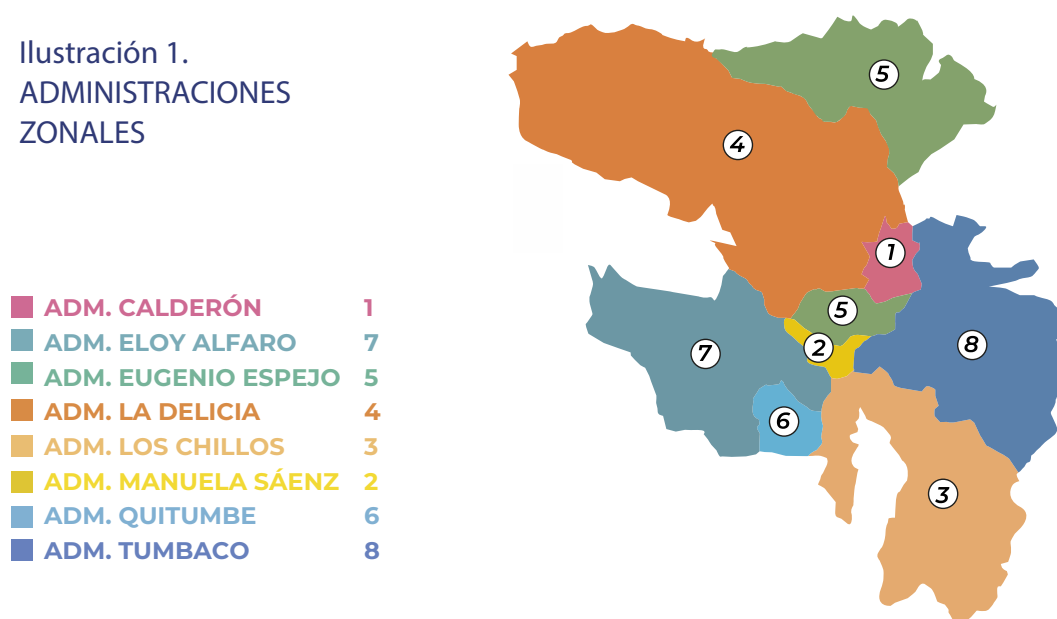 Ilustración 1.
ADMINISTRACIONES
ZONALES
ADM. CALDERÓN 1
ADM. ELOY ALFARO 7
ADM. EUGENIO ESPEJO 5
ADM. LA DELICIA 4
ADM. LOS CHILLOS 3
ADM. MANUELA SÁENZ 2
ADM. QUITUMBE 6
ADM. TUMBACO 8
5
4
1
5
2
8
7
6
3